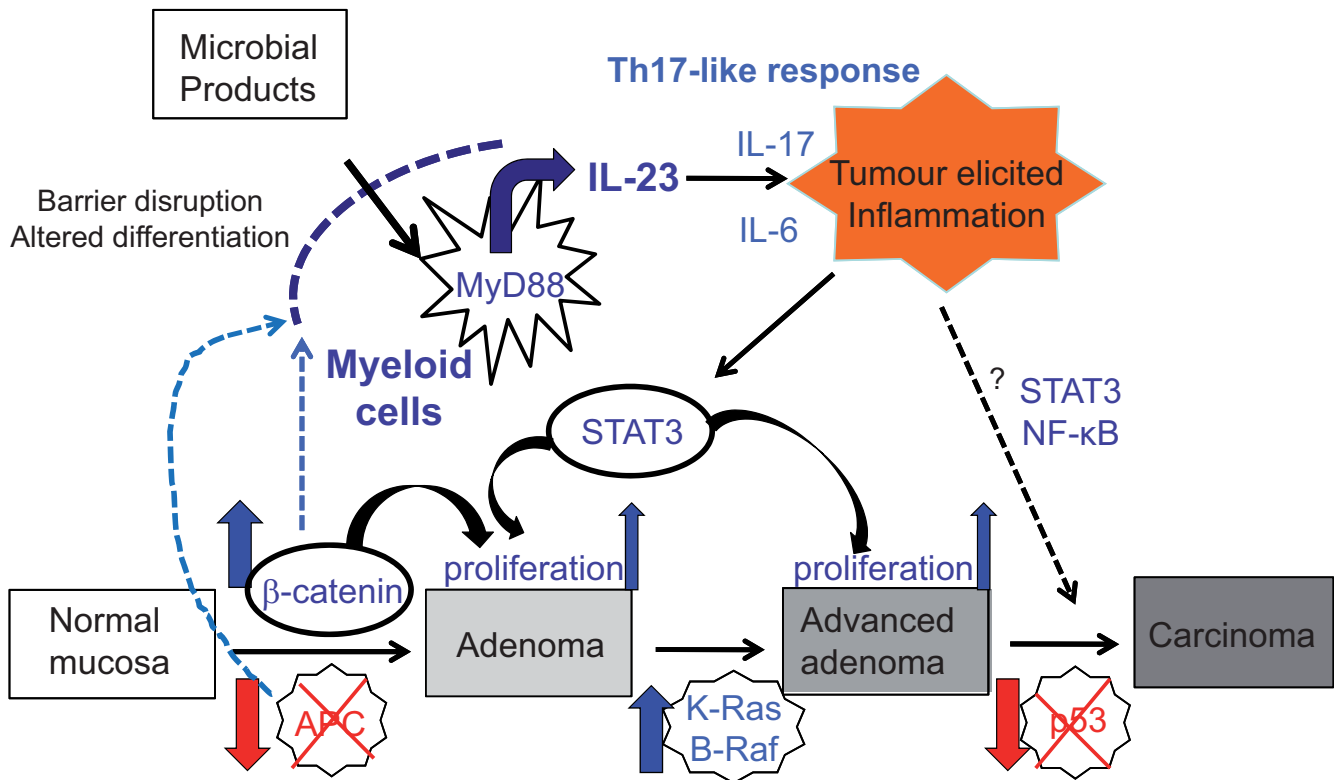 Microbial
Products
Th17-like response
IL-17
IL-23
IL-6
Tumour elicited
Inflammation
Barrier disruption
Altered differentiation
MyD88
Myeloid
cells
?
STAT3
NF-κB
STAT3
β-catenin
proliferation
proliferation
Normal
mucosa
Adenoma
Advanced
adenoma
Carcinoma
APC
K-Ras
B-Raf
p53